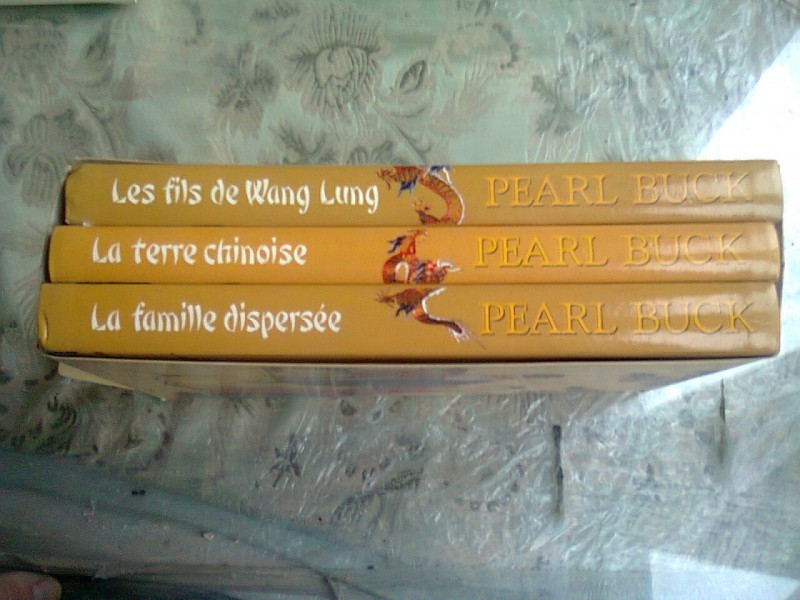 Les fils de Wang Lung PEARL BUCK
La terre chinoise PEARL BUCK
La famille dispersée PEARL BUCK